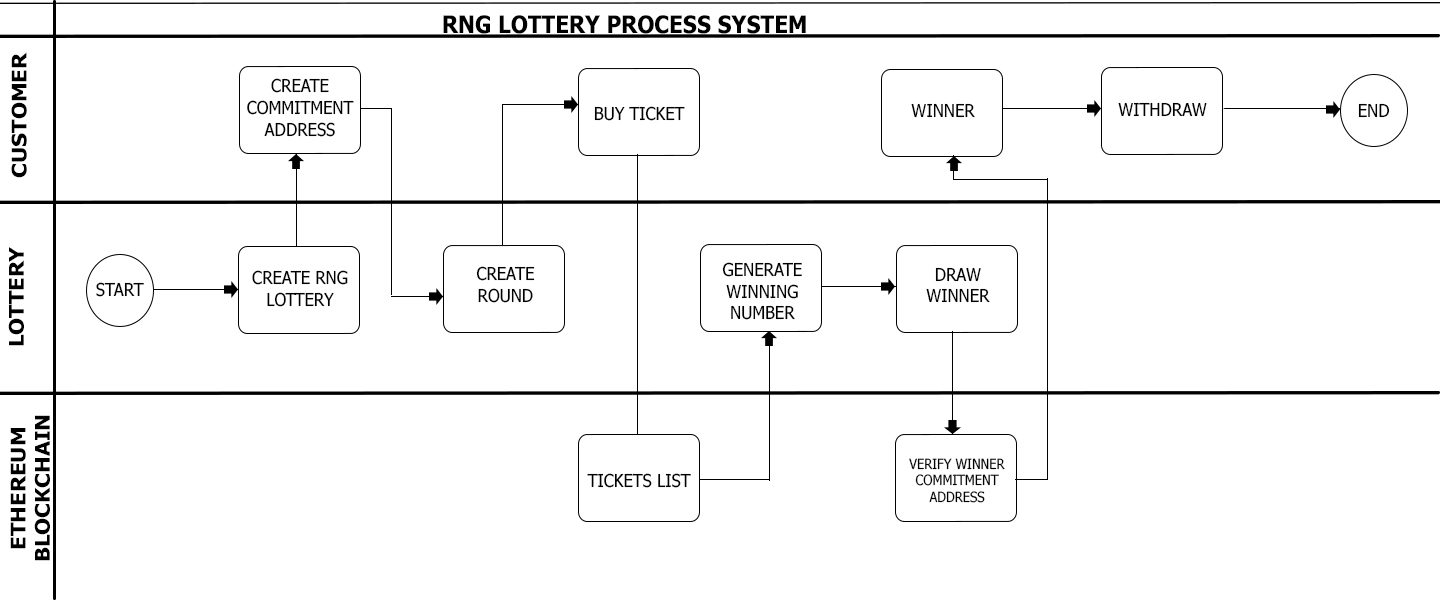 RNG LOTTERY PROCESS SYSTEM
CUSTOMER
CREATE
COMMITMENT
ADDRESS
BUY TICKET
WINNER
WITHDRAW
END
LOTTERY
START
CREATE RNG
LOTTERY
CREATE
ROUND
GENERATE
WINNING
NUMBER
DRAW
WINNER
ETHEREUM
BLOCKCHAIN
TICKETS LIST
VERIFY WINNER
COMMITMENT
ADDRESS